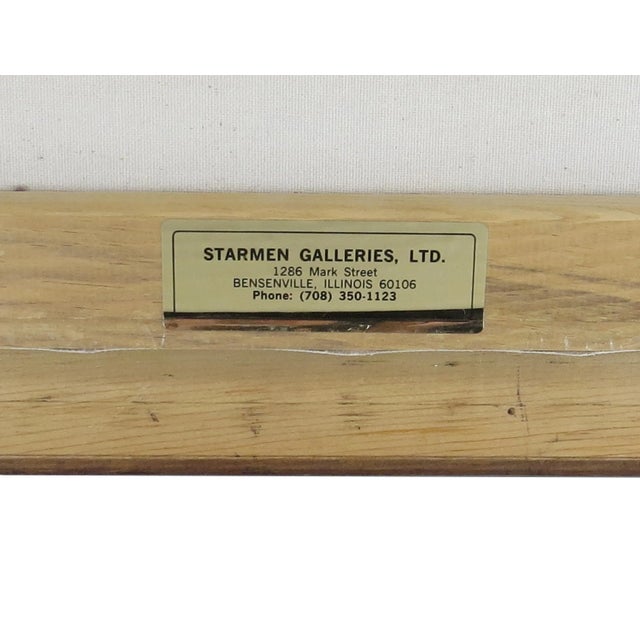 STARMEN GALLERIES, LTD.
1286 Mark Street
BENSENVILLE, ILLINOIS 60106
Phone: (708) 350-1123